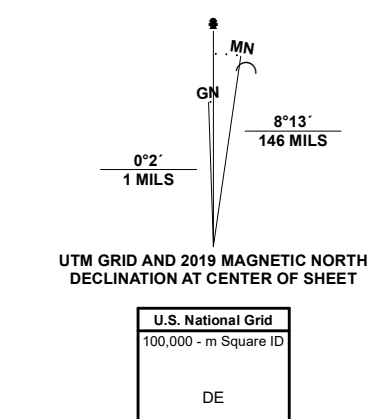 MN
GN
8°13´
146 MILS
0°2´
1 MILS
UTM GRID AND 2019 MAGNETIC NORTH
DECLINATION AT CENTER OF SHEET
U.S. National Grid
100,000 - m Square ID
DE